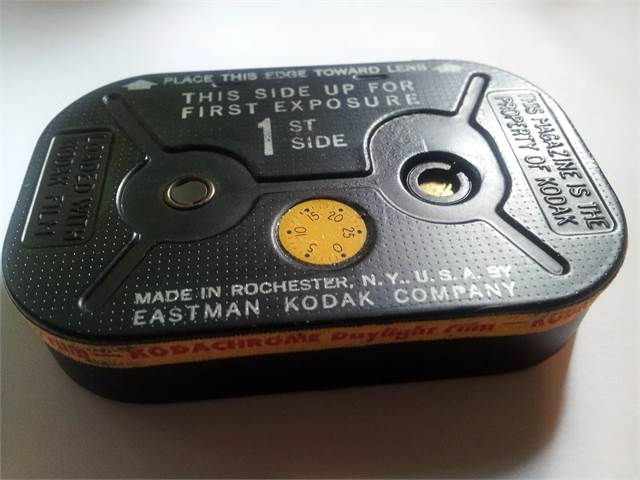 PLACE THIS EDGE TOWARD LENS
THIS SIDE UP FOR
FIRST EXPOSURE
1 ST
SIDE
LOADED WITH
KODAK FILM
THIS MAGAZINE IS THE
PROPERTY OF KODAK
0 5 10 15 20 25
MADE IN ROCHESTER, N.Y., U.S.A. BY
EASTMAN KODAK COMPANY
Film — KODACHROME Daylight Film — KODA